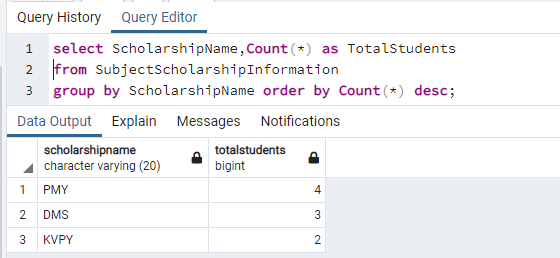 Query History Query Editor
1 select ScholarshipName,Count(*) as TotalStudents
2 from SubjectScholarshipInformation
3 group by ScholarshipName order by Count(*) desc;
Data Output Explain Messages Notifications
scholarshipname totalstudents
character varying (20) bigint
1 PMY 4
2 DMS 3
3 KVPY 2